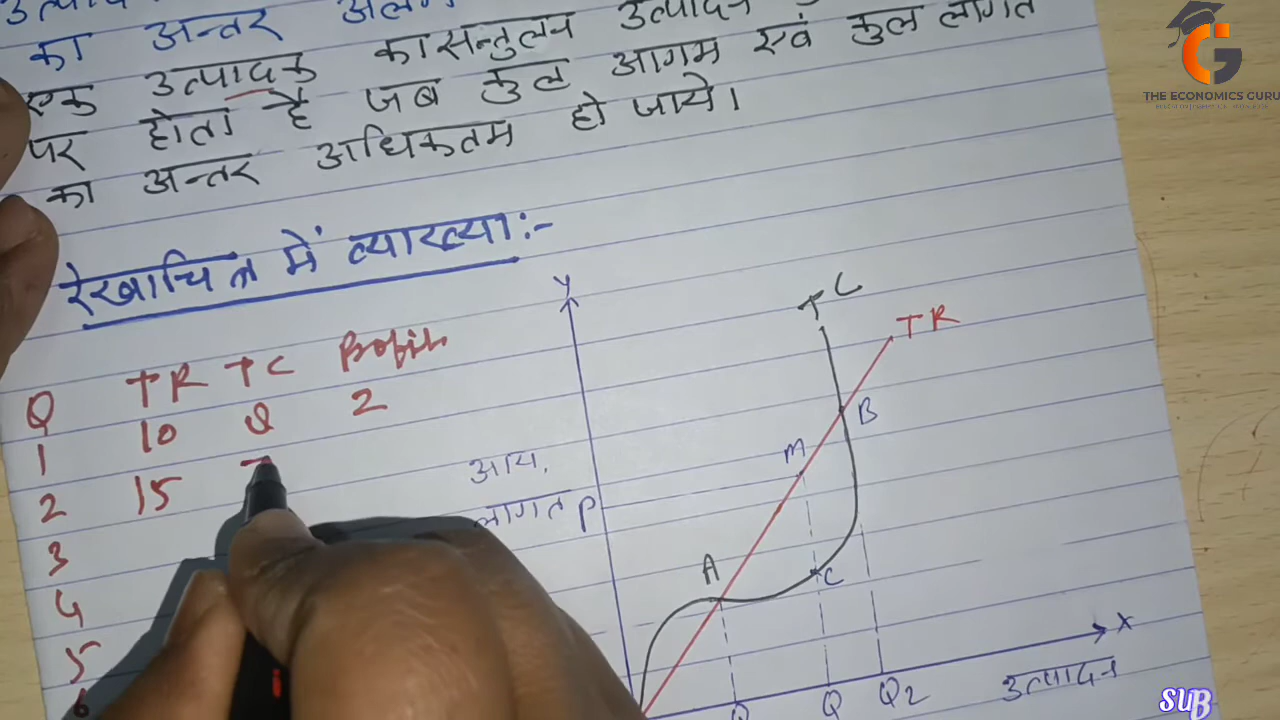 का अन्तर
एक उत्पादक का सन्तुलन उत्पादन
पर होता है जब कुल आगम एवं कुल लागत
का अन्तर अधिकतम हो जाये।
रेखाचित्र में व्याख्या:-
Q TR TC Profit
1 10 8 2
2 15
3
4
5
6
Y
आय,
लागत P
TC
TR
B
M
A
C
X
Q Q Q2
उत्पादन
G
THE ECONOMICS GURU
SUB